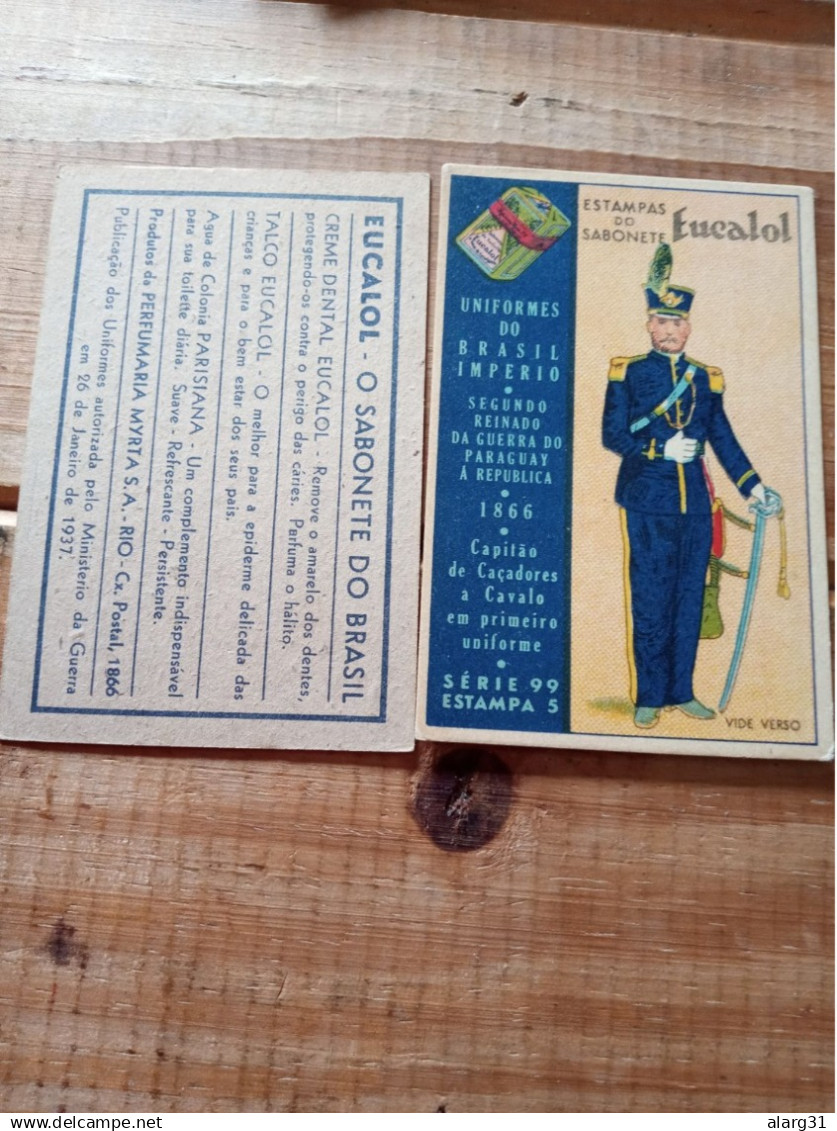 EUCALOL - O SABONETE DO BRASIL
CREME DENTAL EUCALOL - Remove o amarelo dos dentes,
protegendo-os contra o perigo das cáries. Perfuma o hálito.
TALCO EUCALOL - O melhor para a epiderme delicada das
crianças e para o bem estar dos seus pais.
Agua de Colonia PARISIANA - Um complemento indispensável
para sua toilette diária. Suave - Refrescante - Persistente.
Produtos da PERFUMARIA MYRTA S.A. - RIO - Cx. Postal, 1866
Publicação dos Uniformes autorizada pelo Ministerio da Guerra
em 26 de Janeiro de 1937.
ESTAMPAS
DO
SABONETE
Eucalol
Eucalol
UNIFORMES
DO
BRASIL
IMPERIO
•
SEGUNDO
REINADO
DA GUERRA DO
PARAGUAY
Á REPUBLICA
•
1866
•
Capitão
de Caçadores
a Cavalo
em primeiro
uniforme
•
SÉRIE 99
ESTAMPA 5
VIDE VERSO
delcampe.net
alarg31